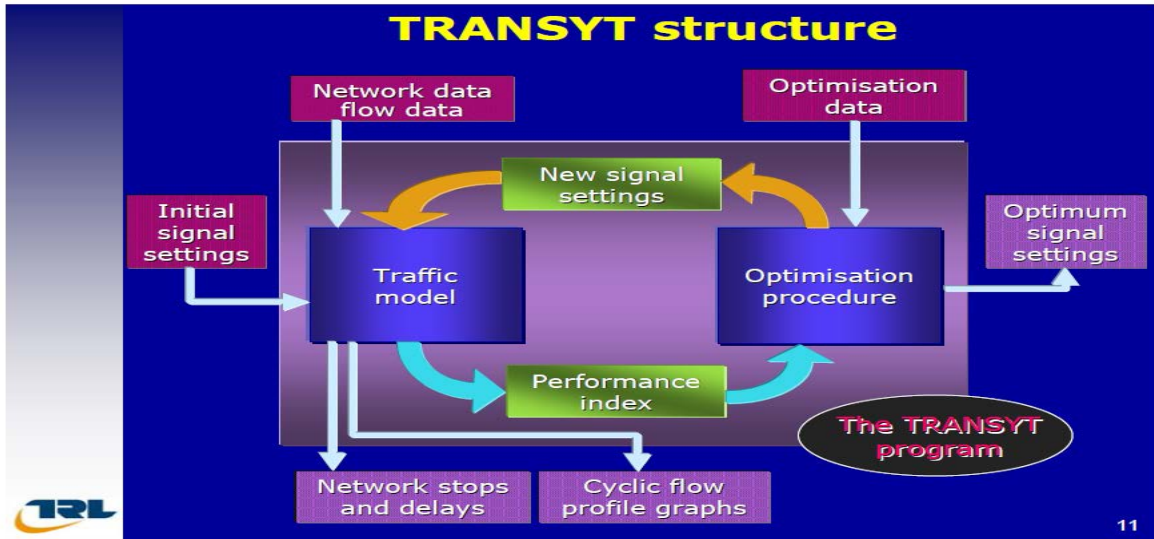 TRANSYT structure
Network data
flow data
Optimisation
data
New signal
settings
Initial
signal
settings
Optimum
signal
settings
Traffic
model
Optimisation
procedure
Performance
index
The TRANSYT
program
Network stops
and delays
Cyclic flow
profile graphs
TRL
11